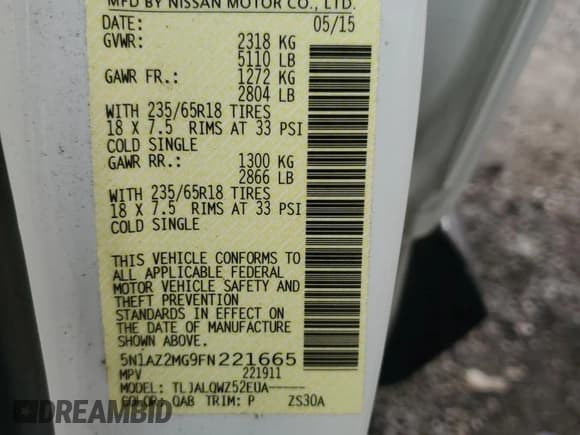 MFD BY NISSAN MOTOR CO., LTD.
DATE: 05/15
GVWR: 2318 KG
5110 LB
GAWR FR.: 1272 KG
2804 LB
WITH 235/65R18 TIRES
18 X 7.5 RIMS AT 33 PSI
COLD SINGLE
GAWR RR.: 1300 KG
2866 LB
WITH 235/65R18 TIRES
18 X 7.5 RIMS AT 33 PSI
COLD SINGLE
THIS VEHICLE CONFORMS TO
ALL APPLICABLE FEDERAL
MOTOR VEHICLE SAFETY AND
THEFT PREVENTION
STANDARDS IN EFFECT ON
THE DATE OF MANUFACTURE
SHOWN ABOVE.
5N1AZ2MG9FN221665
MPV 221911
MODEL: TLJALQWZ52EUA-----
COLOR: QAB TRIM: P ZS30A
DREAMBID